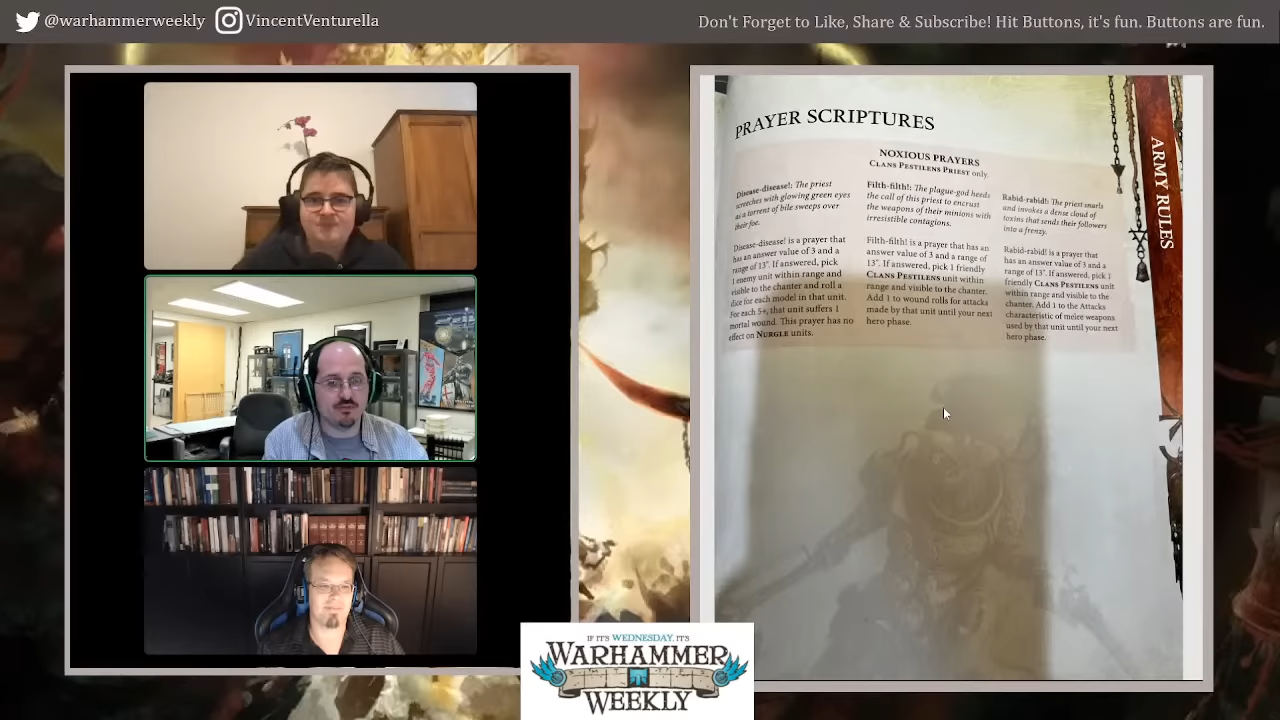 @warhammerweekly VincentVenturella
Don't Forget to Like, Share & Subscribe! Hit Buttons, it's fun. Buttons are fun.
PRAYER SCRIPTURES
NOXIOUS PRAYERS
CLANS PESTILENS PRIEST only.
Disease-disease!: The priest
screeches with glowing green eyes
as a torrent of bile sweeps over
their foe.
Disease-disease! is a prayer that
has an answer value of 3 and a
range of 13". If answered, pick
1 enemy unit within range and
visible to the chanter and roll a
dice for each model in that unit.
For each 5+, that unit suffers 1
mortal wound. This prayer has no
effect on NURGLE units.
Filth-filth!: The plague-god heeds
the call of this priest to encrust
the weapons of their minions with
irresistible contagions.
Filth-filth! is a prayer that has an
answer value of 3 and a range of
13". If answered, pick 1 friendly
CLANS PESTILENS unit within
range and visible to the chanter.
Add 1 to wound rolls for attacks
made by that unit until your next
hero phase.
Rabid-rabid!: The priest snarls
and invokes a dense cloud of
toxins that sends their followers
into a frenzy.
Rabid-rabid! is a prayer that
has an answer value of 3 and a
range of 13". If answered, pick 1
friendly CLANS PESTILENS unit
within range and visible to the
chanter. Add 1 to the Attacks
characteristic of melee weapons
used by that unit until your next
hero phase.
ARMY RULES
IF IT'S WEDNESDAY, IT'S
WARHAMMER
WEEKLY